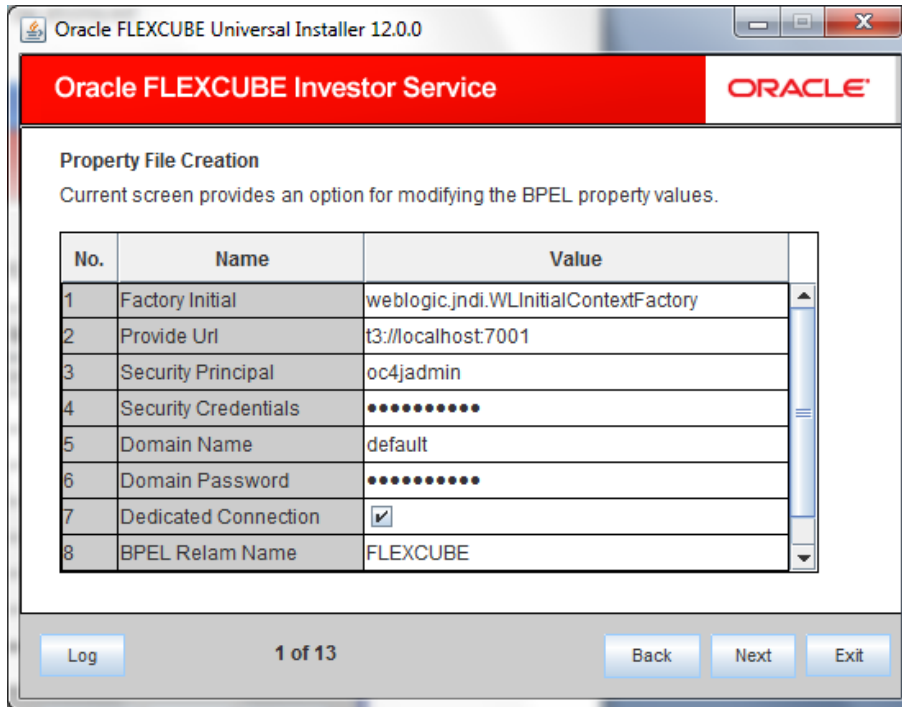 Oracle FLEXCUBE Universal Installer 12.0.0
Oracle FLEXCUBE Investor Service
ORACLE
Property File Creation
Current screen provides an option for modifying the BPEL property values.
No. Name Value
1 Factory Initial weblogic.jndi.WLInitialContextFactory
2 Provide Url t3://localhost:7001
3 Security Principal oc4jadmin
4 Security Credentials ••••••••••
5 Domain Name default
6 Domain Password ••••••••••
7 Dedicated Connection
8 BPEL Relam Name FLEXCUBE
Log 1 of 13 Back Next Exit